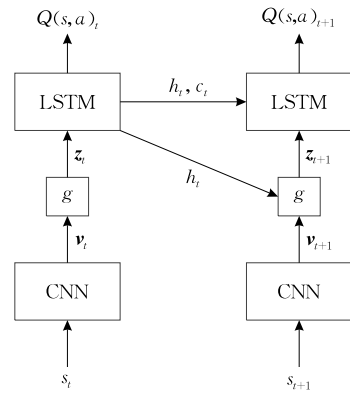 Q(s,a)_t Q(s,a)_{t+1}
LSTM h_t, c_t LSTM
z_t z_{t+1}
h_t
g g
v_t v_{t+1}
CNN CNN
s_t s_{t+1}